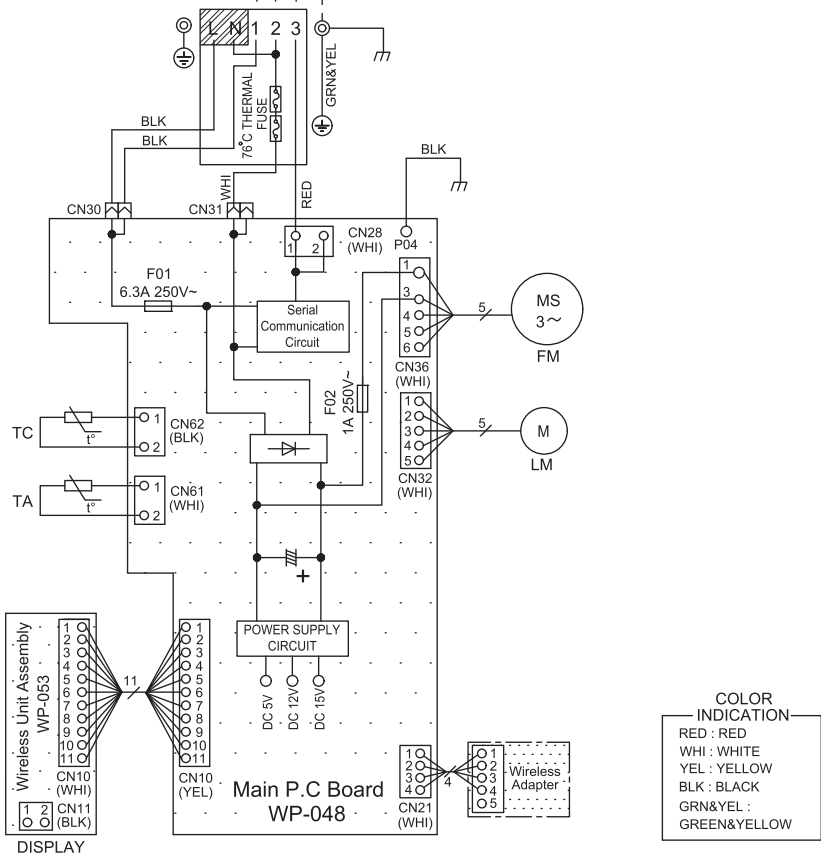 L N 1 2 3
76°C THERMAL
FUSE
GRN&YEL
BLK
BLK
WHI
RED
BLK
CN30
CN31
1 2
CN28
(WHI)
P04
F01
6.3A 250V~
Serial
Communication
Circuit
1
3
4
5
6
5
MS
3~
FM
CN36
(WHI)
F02
1A 250V~
TC
t°
1
2
CN62
(BLK)
1
2
3
4
5
5
M
LM
CN32
(WHI)
TA
t°
1
2
CN61
(WHI)
+
POWER SUPPLY
CIRCUIT
DC 5V
DC 12V
DC 15V
Wireless Unit Assembly
WP-053
1
2
3
4
5
6
7
8
9
10
11
11
1
2
3
4
5
6
7
8
9
10
11
CN10
(WHI)
CN10
(YEL)
1 2
CN11
(BLK)
DISPLAY
Main P.C Board
WP-048
1
2
3
4
CN21
(WHI)
4
1
2
3
4
5
Wireless
Adapter
COLOR
INDICATION
RED : RED
WHI : WHITE
YEL : YELLOW
BLK : BLACK
GRN&YEL :
GREEN&YELLOW